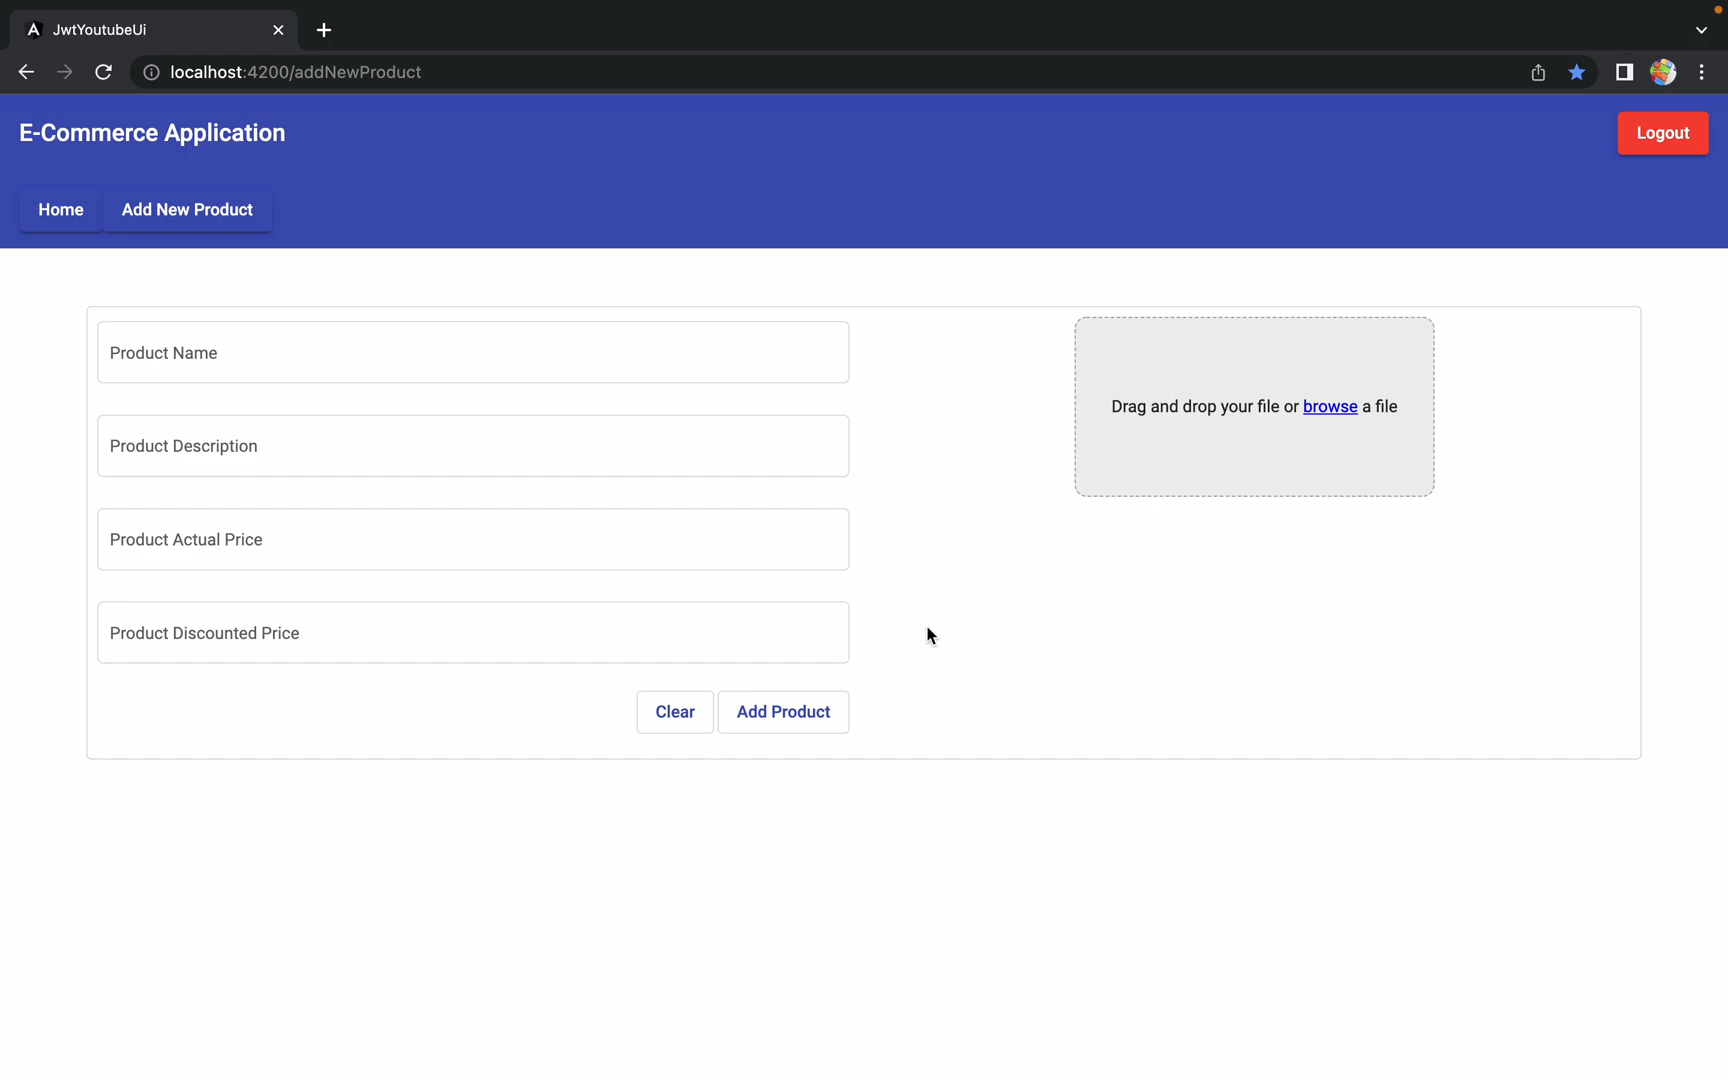 JwtYoutubeUi
localhost:4200/addNewProduct
E-Commerce Application
Logout
Home
Add New Product
Product Name
Product Description
Product Actual Price
Product Discounted Price
Clear
Add Product
Drag and drop your file or browse a file